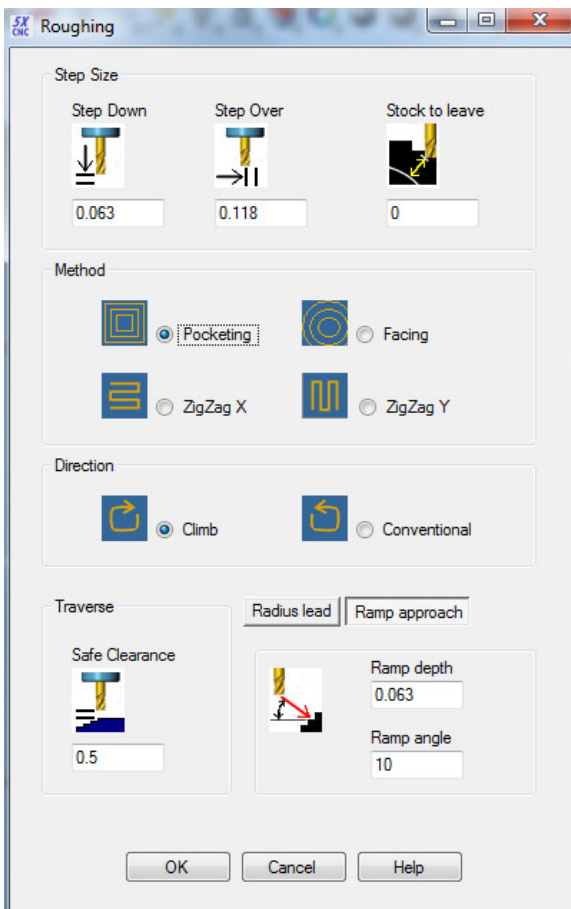 5X
CNC
Roughing
Step Size
Step Down Step Over Stock to leave
0.063 0.118 0
Method
Pocketing Facing
ZigZag X ZigZag Y
Direction
Climb Conventional
Traverse Radius lead Ramp approach
Safe Clearance Ramp depth
0.063
Ramp angle
0.5 10
OK Cancel Help